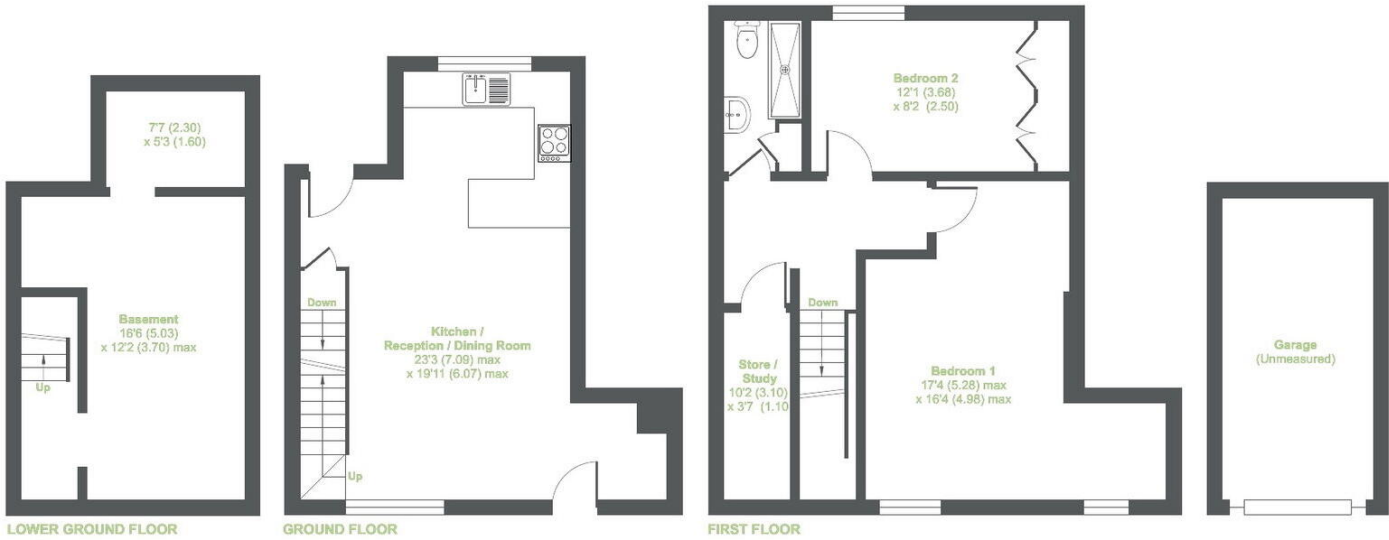 7'7 (2.30)
x 5'3 (1.60)
Basement
16'6 (5.03)
x 12'2 (3.70) max
Up
LOWER GROUND FLOOR
Down
Kitchen /
Reception / Dining Room
23'3 (7.09) max
x 19'11 (6.07) max
Up
GROUND FLOOR
Bedroom 2
12'1 (3.68)
x 8'2 (2.50)
Down
Store /
Study
10'2 (3.10)
x 3'7 (1.10
Bedroom 1
17'4 (5.28) max
x 16'4 (4.98) max
FIRST FLOOR
Garage
(Unmeasured)